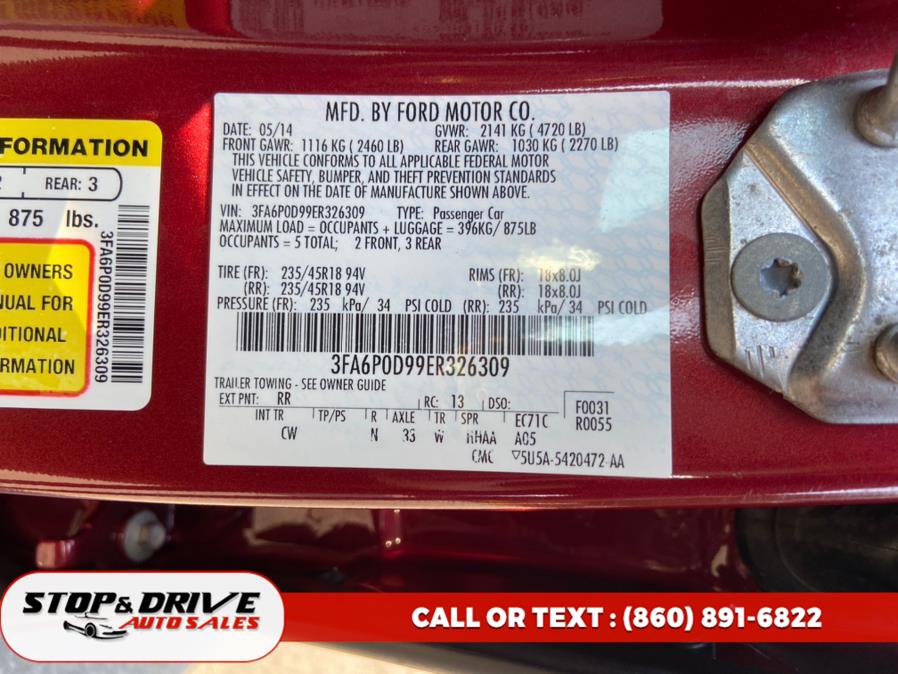 FORMATION
REAR: 3
875 lbs.
OWNERS
NUAL FOR
DITIONAL
FORMATION
3FA6P0D99ER326309
MFD. BY FORD MOTOR CO.
DATE: 05/14 GVWR: 2141 KG ( 4720 LB)
FRONT GAWR: 1116 KG ( 2460 LB) REAR GAWR: 1030 KG ( 2270 LB)
THIS VEHICLE CONFORMS TO ALL APPLICABLE FEDERAL MOTOR
VEHICLE SAFETY, BUMPER, AND THEFT PREVENTION STANDARDS
IN EFFECT ON THE DATE OF MANUFACTURE SHOWN ABOVE.
VIN: 3FA6P0D99ER326309 TYPE: Passenger Car
MAXIMUM LOAD = OCCUPANTS + LUGGAGE = 396KG/ 875LB
OCCUPANTS = 5 TOTAL; 2 FRONT, 3 REAR
TIRE (FR): 235/45R18 94V RIMS (FR): 18x8.0J
(RR): 235/45R18 94V (RR): 18x8.0J
PRESSURE (FR): 235 kPa/ 34 PSI COLD (RR): 235 kPa/ 34 PSI COLD
3FA6P0D99ER326309
TRAILER TOWING - SEE OWNER GUIDE
EXT PNT: RR RC: 13 DSO: F0031
R0055
INT TR TP/PS R AXLE TR SPR EC71C
CW N 33 W HHAA A05
CMC ▽5U5A-5420472-AA
STOP & DRIVE
AUTO SALES
CALL OR TEXT : (860) 891-6822